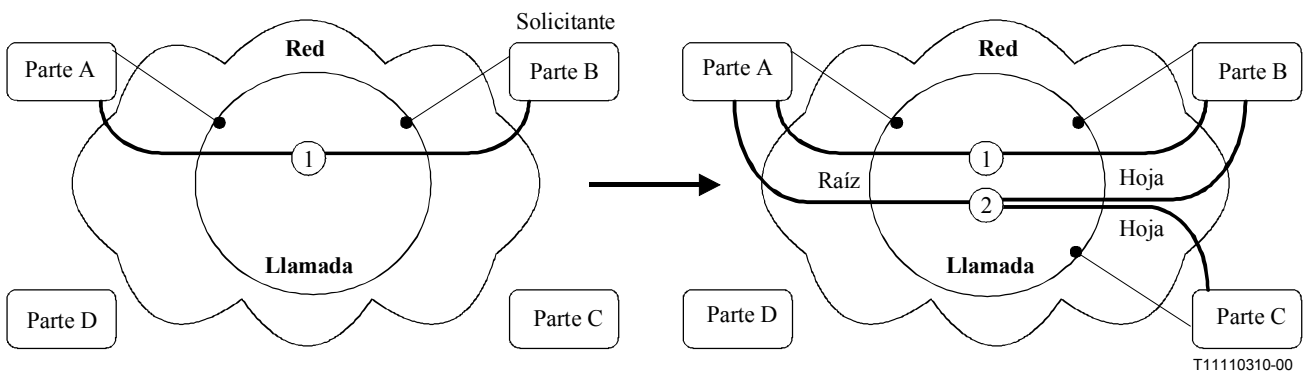 Solicitante
Red
Parte A
Parte B
1
Llamada
Parte D
Parte C
Red
Parte A
Parte B
1
Raíz
Hoja
2
Hoja
Llamada
Parte D
Parte C
T11110310-00